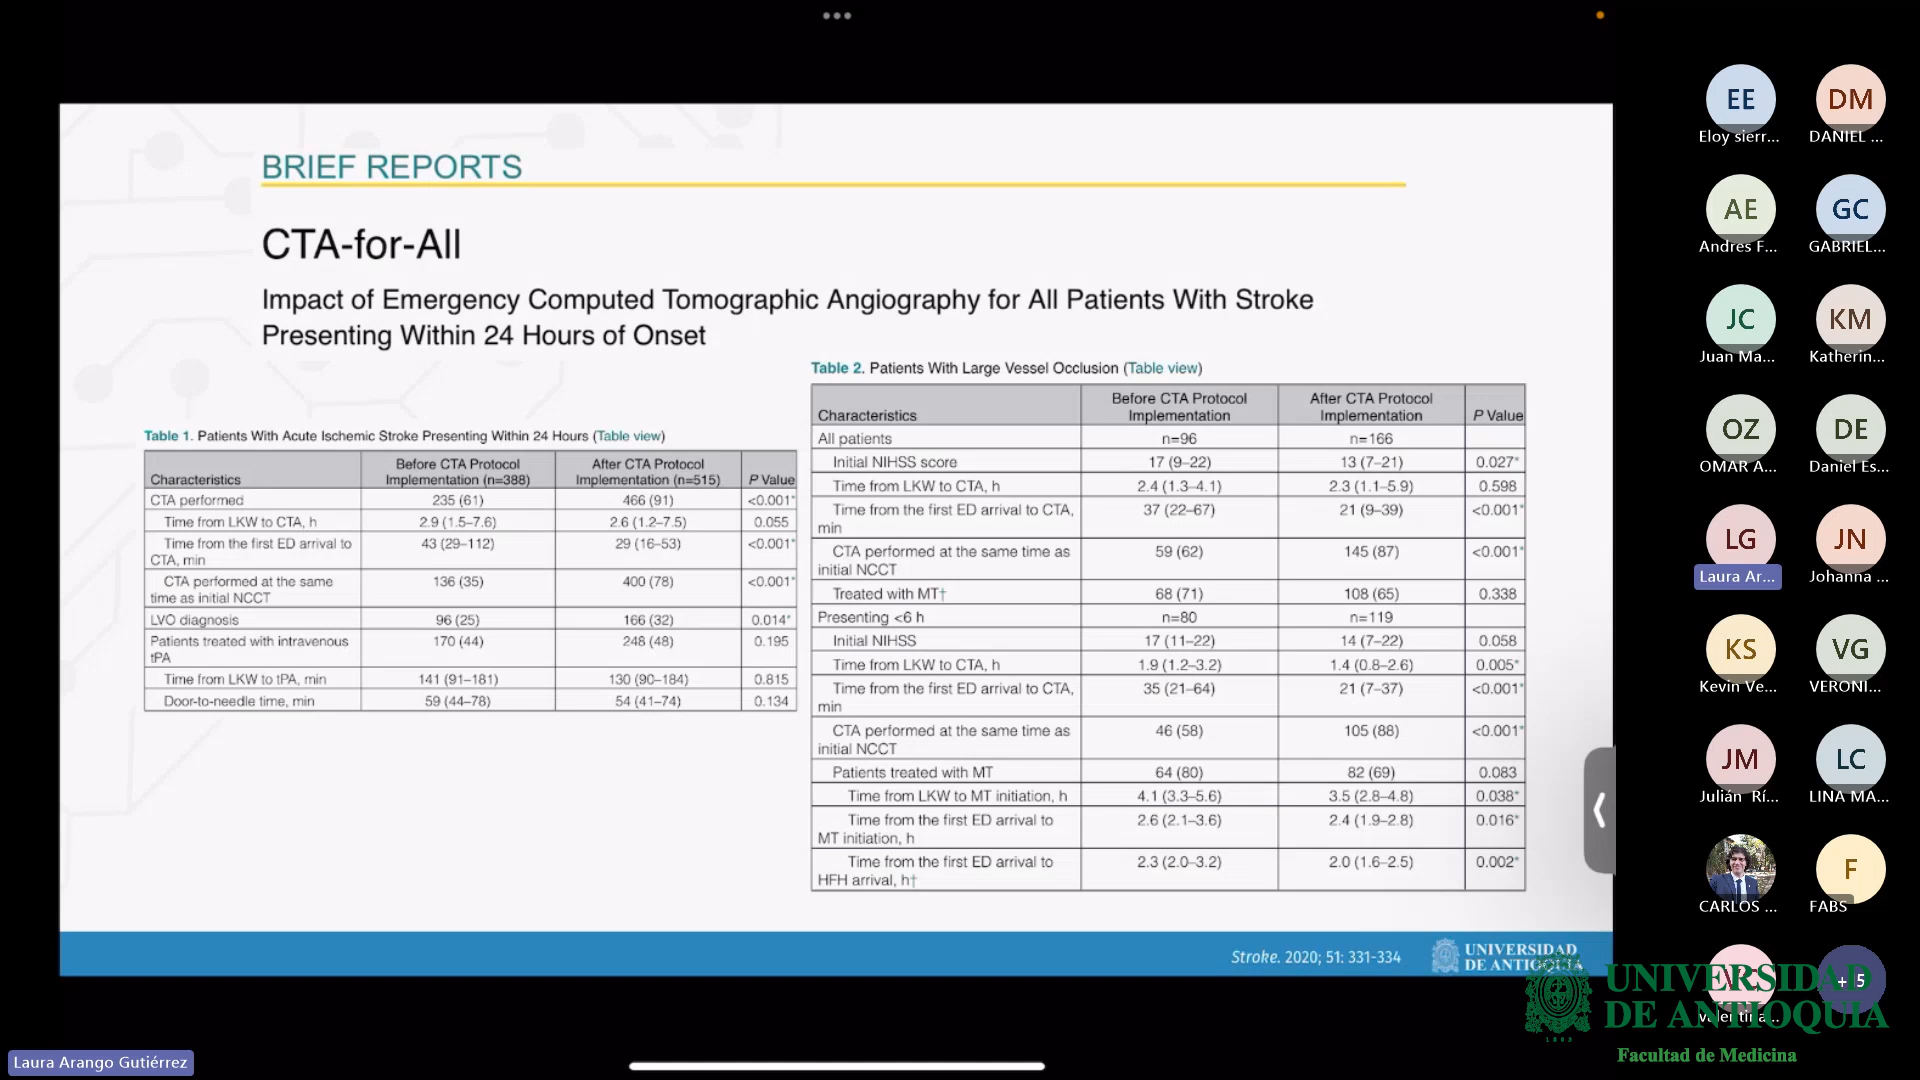 BRIEF REPORTS
CTA-for-All
Impact of Emergency Computed Tomographic Angiography for All Patients With Stroke
Presenting Within 24 Hours of Onset
Table 1. Patients With Acute Ischemic Stroke Presenting Within 24 Hours (Table view)
Characteristics | Before CTA Protocol Implementation (n=388) | After CTA Protocol Implementation (n=515) | P Value
CTA performed | 235 (61) | 466 (91) | <0.001*
Time from LKW to CTA, h | 2.9 (1.5–7.6) | 2.6 (1.2–7.5) | 0.055
Time from the first ED arrival to CTA, min | 43 (29–112) | 29 (16–53) | <0.001*
CTA performed at the same time as initial NCCT | 136 (35) | 400 (78) | <0.001*
LVO diagnosis | 96 (25) | 166 (32) | 0.014*
Patients treated with intravenous tPA | 170 (44) | 248 (48) | 0.195
Time from LKW to tPA, min | 141 (91–181) | 130 (90–184) | 0.815
Door-to-needle time, min | 59 (44–78) | 54 (41–74) | 0.134
Table 2. Patients With Large Vessel Occlusion (Table view)
Characteristics | Before CTA Protocol Implementation | After CTA Protocol Implementation | P Value
All patients | n=96 | n=166
Initial NIHSS score | 17 (9–22) | 13 (7–21) | 0.027*
Time from LKW to CTA, h | 2.4 (1.3–4.1) | 2.3 (1.1–5.9) | 0.598
Time from the first ED arrival to CTA, min | 37 (22–67) | 21 (9–39) | <0.001*
CTA performed at the same time as initial NCCT | 59 (62) | 145 (87) | <0.001*
Treated with MT† | 68 (71) | 108 (65) | 0.338
Presenting <6 h | n=80 | n=119
Initial NIHSS | 17 (11–22) | 14 (7–22) | 0.058
Time from LKW to CTA, h | 1.9 (1.2–3.2) | 1.4 (0.8–2.6) | 0.005*
Time from the first ED arrival to CTA, min | 35 (21–64) | 21 (7–37) | <0.001*
CTA performed at the same time as initial NCCT | 46 (58) | 105 (88) | <0.001*
Patients treated with MT | 64 (80) | 82 (69) | 0.083
Time from LKW to MT initiation, h | 4.1 (3.3–5.6) | 3.5 (2.8–4.8) | 0.038*
Time from the first ED arrival to MT initiation, h | 2.6 (2.1–3.6) | 2.4 (1.9–2.8) | 0.016*
Time from the first ED arrival to HFH arrival, h† | 2.3 (2.0–3.2) | 2.0 (1.6–2.5) | 0.002*
Stroke. 2020; 51: 331-334
UNIVERSIDAD
DE ANTIOQUIA
EE
Eloy sierr...
DM
DANIEL ...
AE
Andres F...
GC
GABRIEL...
JC
Juan Ma...
KM
Katherin...
OZ
OMAR A...
DE
Daniel Es...
LG
Laura Ar...
JN
Johanna ...
KS
Kevin Ve...
VG
VERONI...
JM
Julián Rí...
LC
LINA MA...
CARLOS ...
F
FABS
valentina...
+5
UNIVERSIDAD
DE ANTIOQUIA
1803
Facultad de Medicina
Laura Arango Gutiérrez